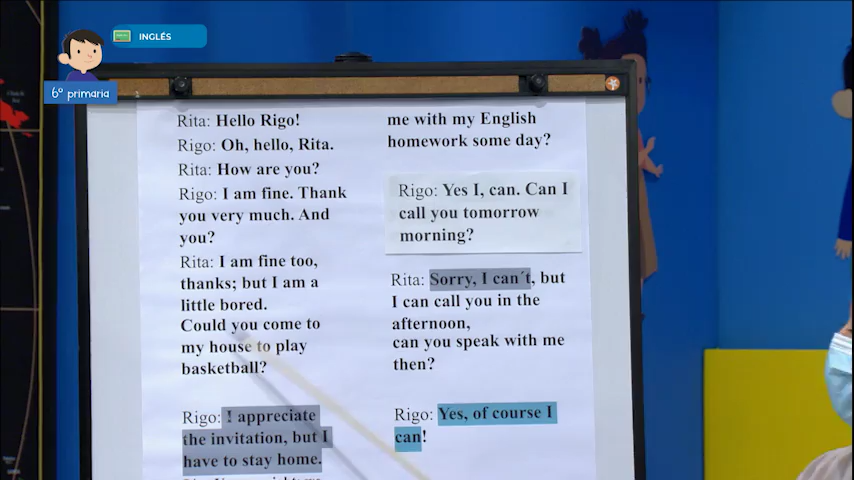 INGLÉS
6º primaria
Rita: Hello Rigo!
Rigo: Oh, hello, Rita.
Rita: How are you?
Rigo: I am fine. Thank
you very much. And
you?
Rita: I am fine too,
thanks; but I am a
little bored.
Could you come to
my house to play
basketball?
Rigo: I appreciate
the invitation, but I
have to stay home.
me with my English
homework some day?
Rigo: Yes I, can. Can I
call you tomorrow
morning?
Rita: Sorry, I can´t, but
I can call you in the
afternoon,
can you speak with me
then?
Rigo: Yes, of course I
can!